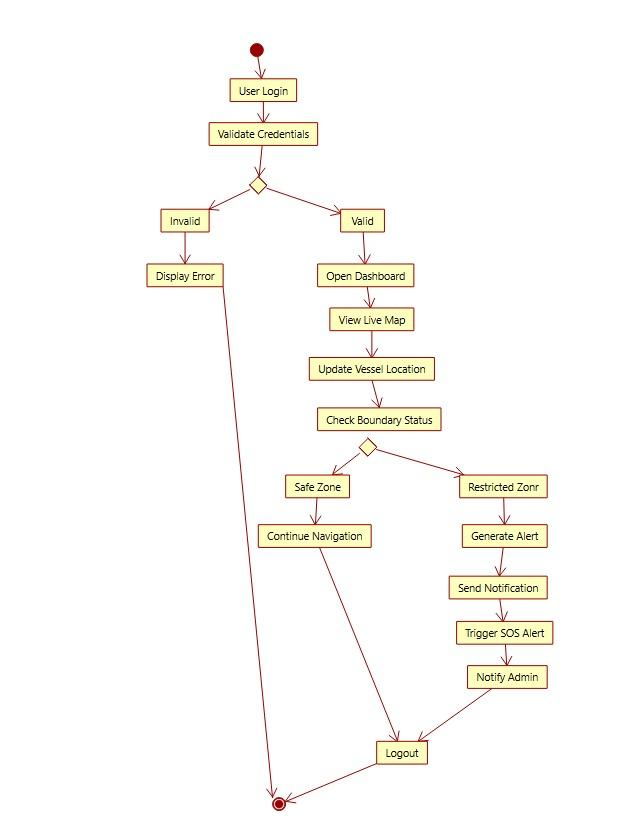 User Login
Validate Credentials
Invalid
Valid
Display Error
Open Dashboard
View Live Map
Update Vessel Location
Check Boundary Status
Safe Zone
Restricted Zonr
Continue Navigation
Generate Alert
Send Notification
Trigger SOS Alert
Notify Admin
Logout